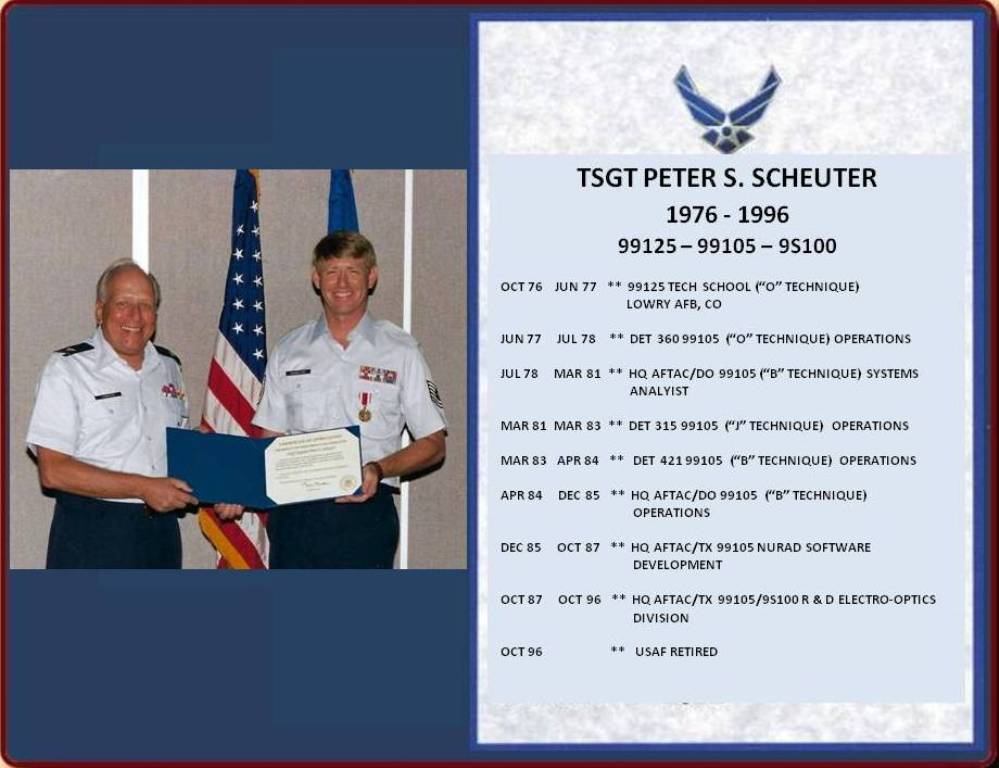 TSGT PETER S. SCHEUTER
1976 - 1996
99125 – 99105 – 9S100
OCT 76 JUN 77 ** 99125 TECH SCHOOL (“O” TECHNIQUE)
LOWRY AFB, CO
JUN 77 JUL 78 ** DET 360 99105 (“O” TECHNIQUE) OPERATIONS
JUL 78 MAR 81 ** HQ AFTAC/DO 99105 (“B” TECHNIQUE) SYSTEMS
ANALYIST
MAR 81 MAR 83 ** DET 315 99105 (“J” TECHNIQUE) OPERATIONS
MAR 83 APR 84 ** DET 421 99105 (“B” TECHNIQUE) OPERATIONS
APR 84 DEC 85 ** HQ AFTAC/DO 99105 (“B” TECHNIQUE)
OPERATIONS
DEC 85 OCT 87 ** HQ AFTAC/TX 99105 NURAD SOFTWARE
DEVELOPMENT
OCT 87 OCT 96 ** HQ AFTAC/TX 99105/9S100 R & D ELECTRO-OPTICS
DIVISION
OCT 96 ** USAF RETIRED